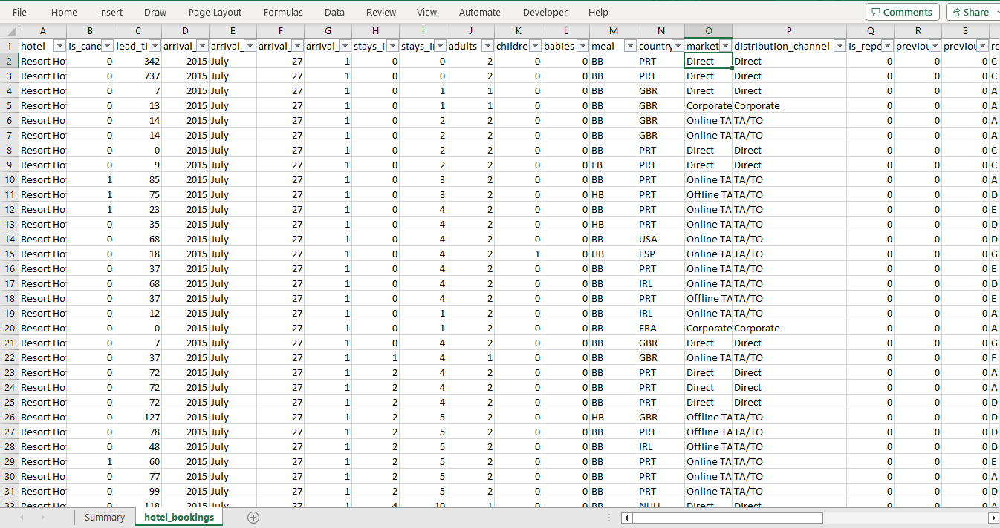 File Home Insert Draw Page Layout Formulas Data Review View Automate Developer Help Comments Share
A B C D E F G H I J K L M N O P Q R S
1 hotel is_canc lead_ti arrival_ arrival_ arrival_ arrival_ stays_i stays_i adults childre babies meal country market distribution_channel is_repe previou previou re
2 Resort Ho 0 342 2015 July 27 1 0 0 2 0 0 BB PRT Direct Direct 0 0 0 C
3 Resort Ho 0 737 2015 July 27 1 0 0 2 0 0 BB PRT Direct Direct 0 0 0 C
4 Resort Ho 0 7 2015 July 27 1 0 1 1 0 0 BB GBR Direct Direct 0 0 0 A
5 Resort Ho 0 13 2015 July 27 1 0 1 1 0 0 BB GBR Corporate Corporate 0 0 0 A
6 Resort Ho 0 14 2015 July 27 1 0 2 2 0 0 BB GBR Online TA TA/TO 0 0 0 A
7 Resort Ho 0 14 2015 July 27 1 0 2 2 0 0 BB GBR Online TA TA/TO 0 0 0 A
8 Resort Ho 0 0 2015 July 27 1 0 2 2 0 0 BB PRT Direct Direct 0 0 0 C
9 Resort Ho 0 9 2015 July 27 1 0 2 2 0 0 FB PRT Direct Direct 0 0 0 C
10 Resort Ho 1 85 2015 July 27 1 0 3 2 0 0 BB PRT Online TA TA/TO 0 0 0 A
11 Resort Ho 1 75 2015 July 27 1 0 3 2 0 0 HB PRT Offline TA TA/TO 0 0 0 D
12 Resort Ho 1 23 2015 July 27 1 0 4 2 0 0 BB PRT Online TA TA/TO 0 0 0 E
13 Resort Ho 0 35 2015 July 27 1 0 4 2 0 0 HB PRT Online TA TA/TO 0 0 0 D
14 Resort Ho 0 68 2015 July 27 1 0 4 2 0 0 BB USA Online TA TA/TO 0 0 0 D
15 Resort Ho 0 18 2015 July 27 1 0 4 2 1 0 HB ESP Online TA TA/TO 0 0 0 G
16 Resort Ho 0 37 2015 July 27 1 0 4 2 0 0 BB PRT Online TA TA/TO 0 0 0 E
17 Resort Ho 0 68 2015 July 27 1 0 4 2 0 0 BB IRL Online TA TA/TO 0 0 0 D
18 Resort Ho 0 37 2015 July 27 1 0 4 2 0 0 BB PRT Offline TA TA/TO 0 0 0 E
19 Resort Ho 0 12 2015 July 27 1 0 1 2 0 0 BB IRL Online TA TA/TO 0 0 0 A
20 Resort Ho 0 0 2015 July 27 1 0 1 2 0 0 BB FRA Corporate Corporate 0 0 0 A
21 Resort Ho 0 7 2015 July 27 1 0 4 2 0 0 BB GBR Direct Direct 0 0 0 G
22 Resort Ho 0 37 2015 July 27 1 1 4 1 0 0 BB GBR Online TA TA/TO 0 0 0 F
23 Resort Ho 0 72 2015 July 27 1 2 4 2 0 0 BB PRT Direct Direct 0 0 0 A
24 Resort Ho 0 72 2015 July 27 1 2 4 2 0 0 BB PRT Direct Direct 0 0 0 A
25 Resort Ho 0 72 2015 July 27 1 2 4 2 0 0 BB PRT Direct Direct 0 0 0 D
26 Resort Ho 0 127 2015 July 27 1 2 5 2 0 0 HB GBR Offline TA TA/TO 0 0 0 D
27 Resort Ho 0 78 2015 July 27 1 2 5 2 0 0 BB PRT Offline TA TA/TO 0 0 0 D
28 Resort Ho 0 48 2015 July 27 1 2 5 2 0 0 BB IRL Offline TA TA/TO 0 0 0 D
29 Resort Ho 1 60 2015 July 27 1 2 5 2 0 0 BB PRT Online TA TA/TO 0 0 0 E
30 Resort Ho 0 77 2015 July 27 1 2 5 2 0 0 BB PRT Online TA TA/TO 0 0 0 A
31 Resort Ho 0 99 2015 July 27 1 2 5 2 0 0 BB PRT Online TA TA/TO 0 0 0 D
32 Resort Ho 0 118 2015 July 27 1 4 10 1 0 0 BB NULL Direct Direct 0 0 0 A
Summary hotel_bookings